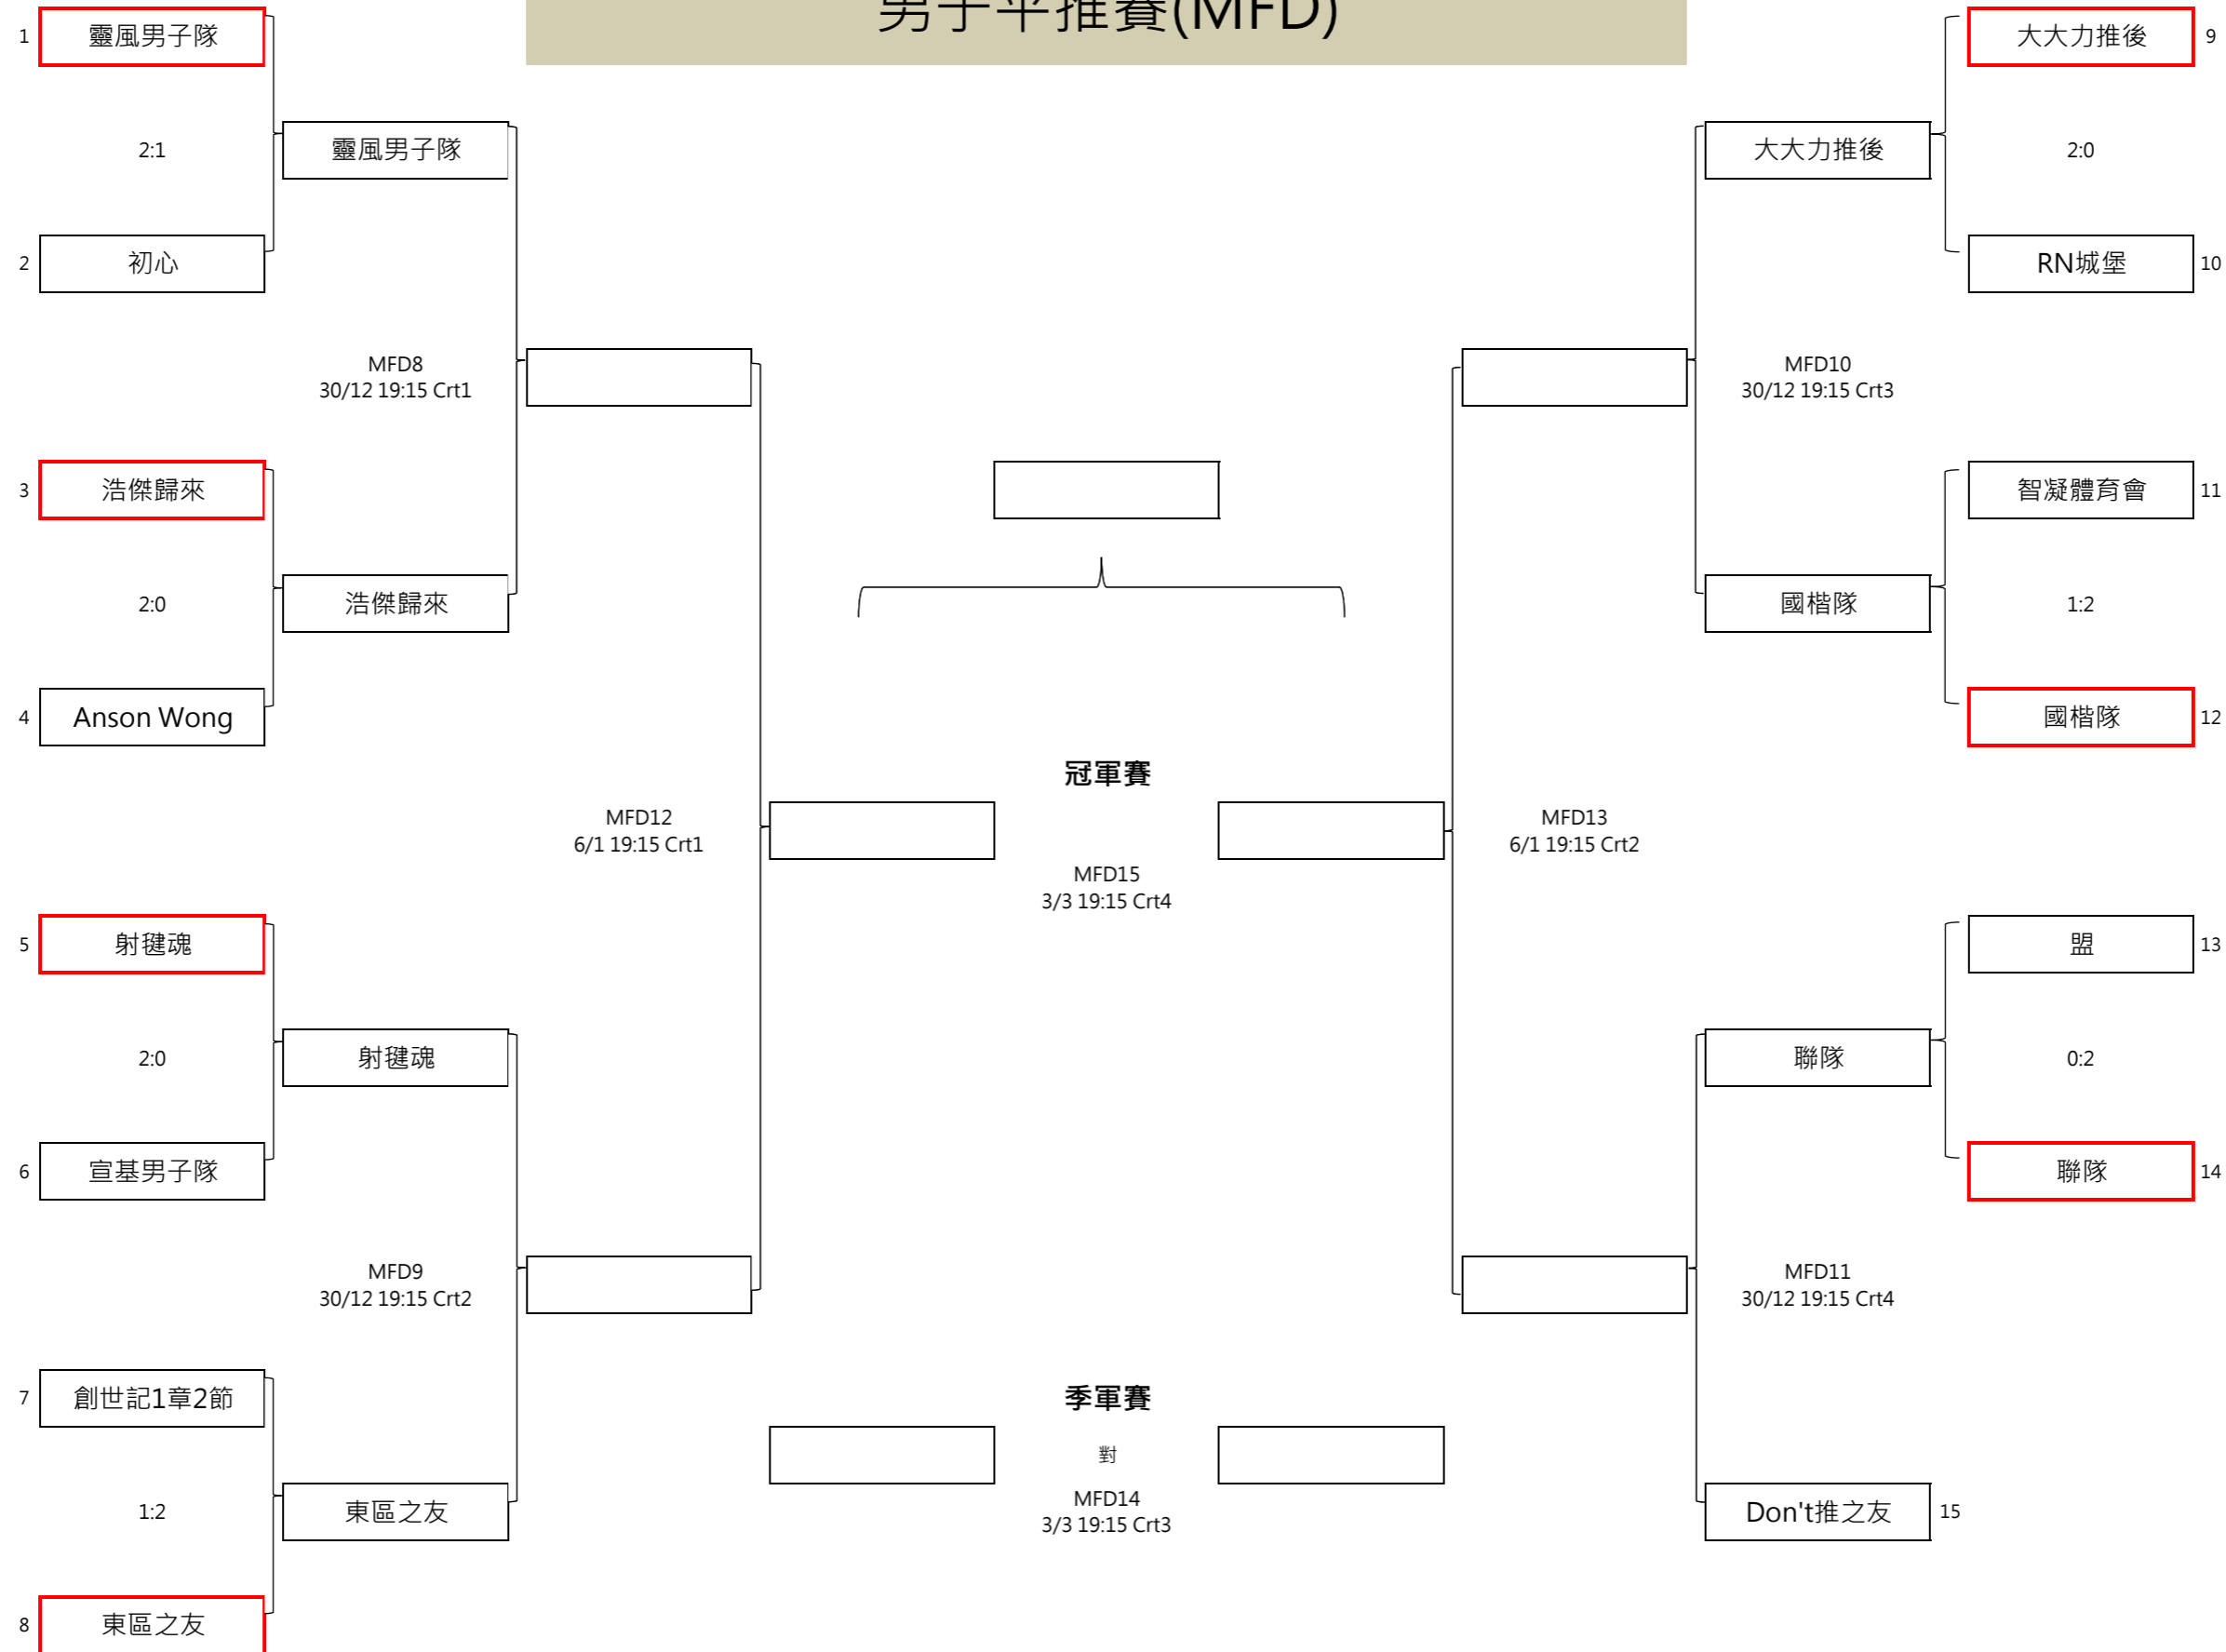 男子平推賽(MFD)
1 靈風男子隊
大大力推後 9
2:1
靈風男子隊
大大力推後
2:0
2 初心
RN城堡 10
MFD8
30/12 19:15 Crt1
MFD10
30/12 19:15 Crt3
3 浩傑歸來
智凝體育會 11
2:0
浩傑歸來
國楷隊
1:2
4 Anson Wong
國楷隊 12
冠軍賽
MFD12
6/1 19:15 Crt1
MFD13
6/1 19:15 Crt2
MFD15
3/3 19:15 Crt4
5 射毽魂
盟 13
2:0
射毽魂
聯隊
0:2
6 宣基男子隊
聯隊 14
MFD9
30/12 19:15 Crt2
MFD11
30/12 19:15 Crt4
7 創世記1章2節
季軍賽
對
1:2
東區之友
MFD14
3/3 19:15 Crt3
Don't推之友 15
8 東區之友